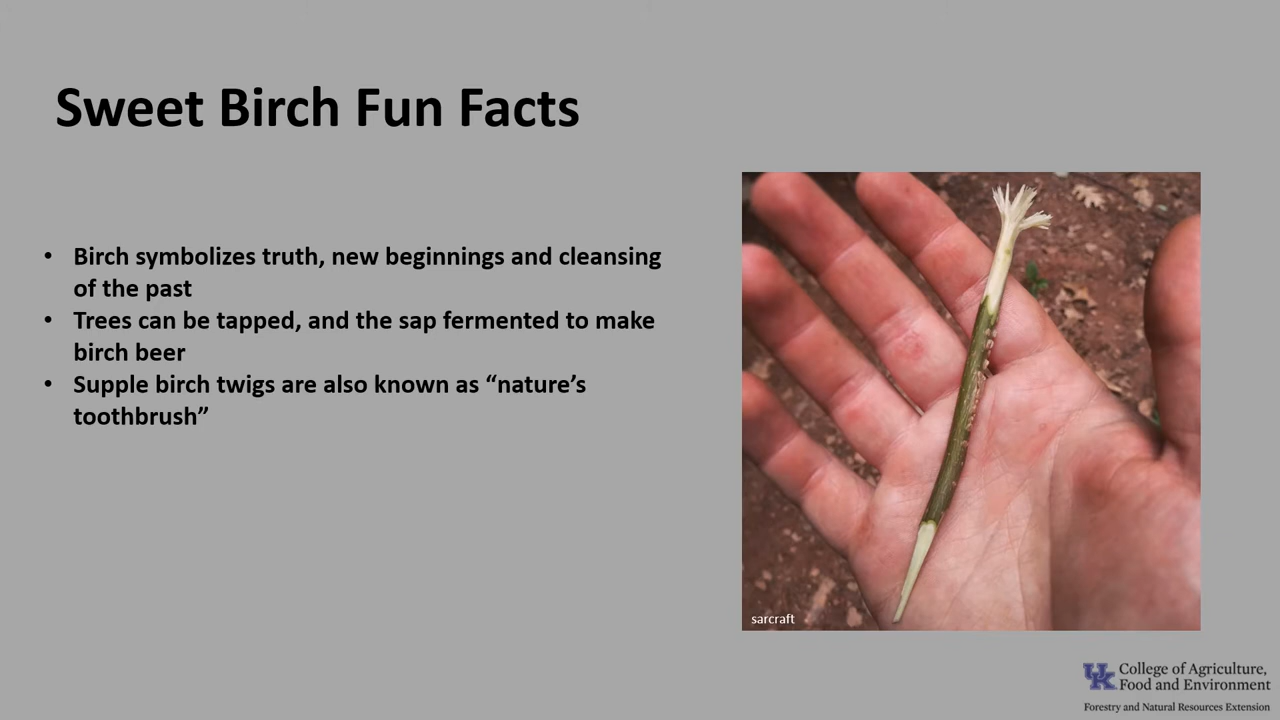 Sweet Birch Fun Facts
• Birch symbolizes truth, new beginnings and cleansing
of the past
• Trees can be tapped, and the sap fermented to make
birch beer
• Supple birch twigs are also known as “nature’s
toothbrush”
sarcraft
UK College of Agriculture,
Food and Environment
Forestry and Natural Resources Extension